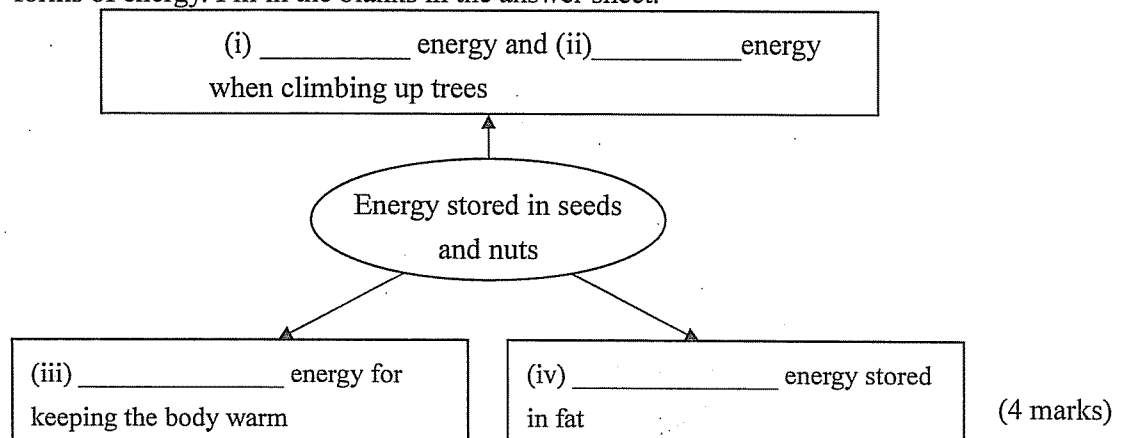 forms of energy. Fill in the blanks in the answer sheet.
(i) __________ energy and (ii)__________energy
when climbing up trees
Energy stored in seeds
and nuts
(iii) ______________ energy for
keeping the body warm
(iv) ______________ energy stored
in fat
(4 marks)